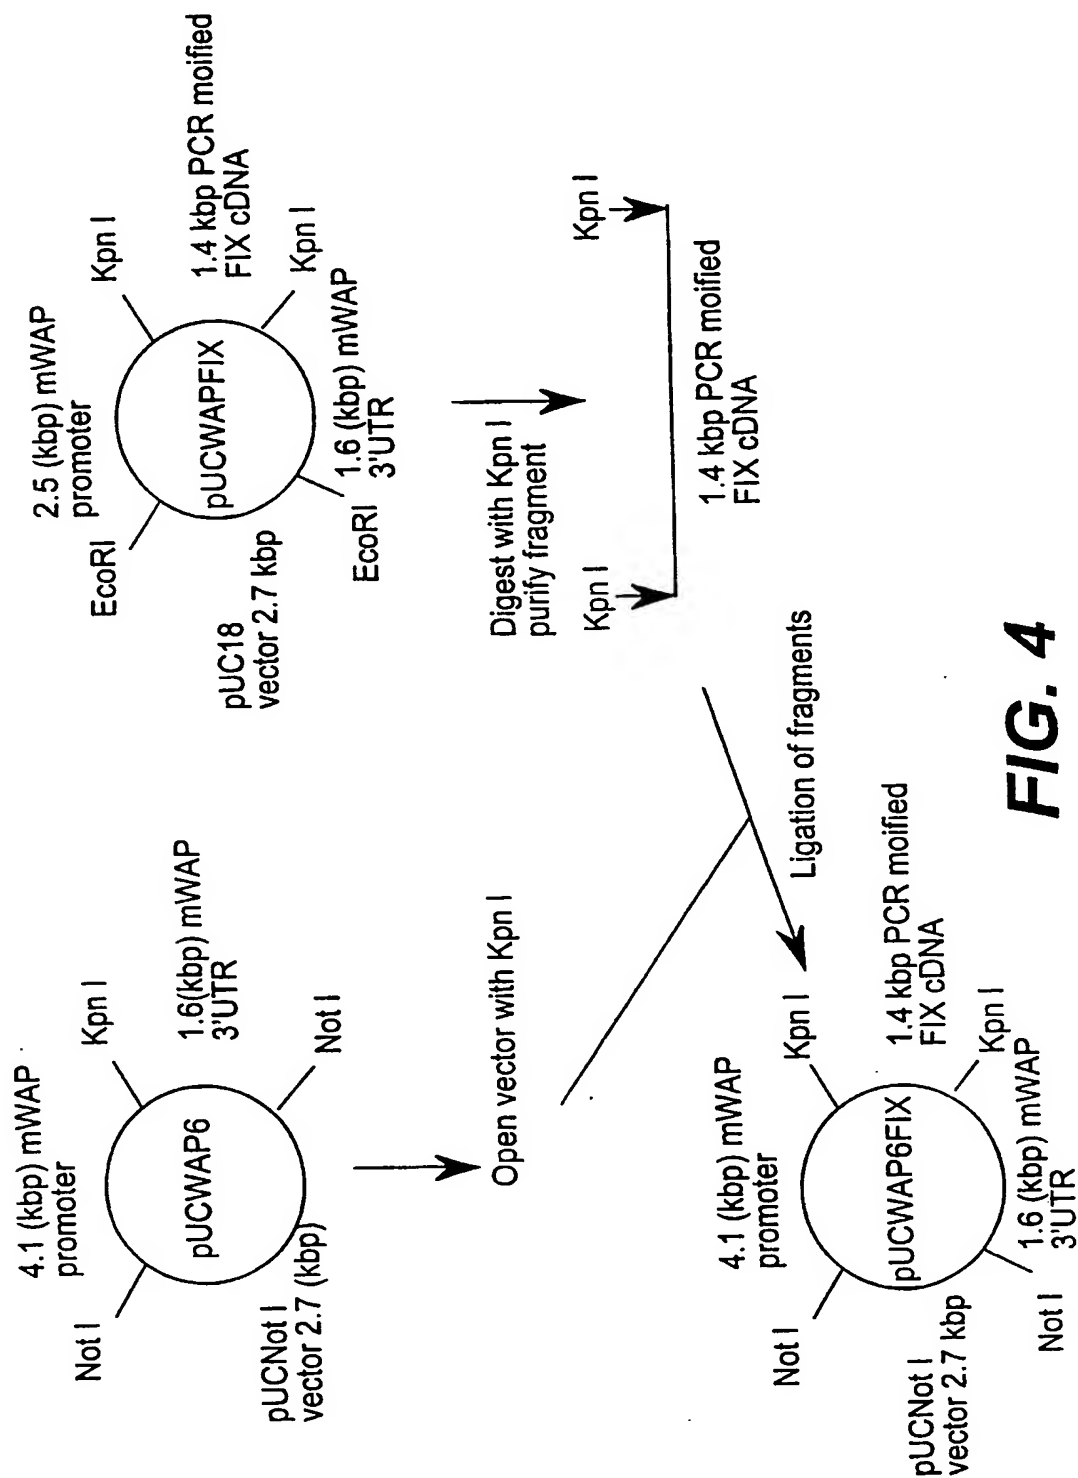 4.1 (kbp) mWAP
promoter
Not I
Kpn I
pUCWAP6
1.6(kbp) mWAP
3'UTR
Not I
pUCNot I
vector 2.7 (kbp)
Open vector with Kpn I
2.5 (kbp) mWAP
promoter
EcoRI
Kpn I
pUCWAPFIX
1.4 kbp PCR moified
FIX cDNA
Kpn I
pUC18
vector 2.7 kbp
1.6 (kbp) mWAP
3'UTR
EcoRI
Digest with Kpn I
purify fragment
Kpn I
Kpn I
1.4 kbp PCR moified
FIX cDNA
Ligation of fragments
4.1 (kbp) mWAP
promoter
Not I
Kpn I
pUCWAP6FIX
1.4 kbp PCR moified
FIX cDNA
Kpn I
pUCNot I
vector 2.7 kbp
1.6 (kbp) mWAP
3'UTR
Not I
FIG. 4